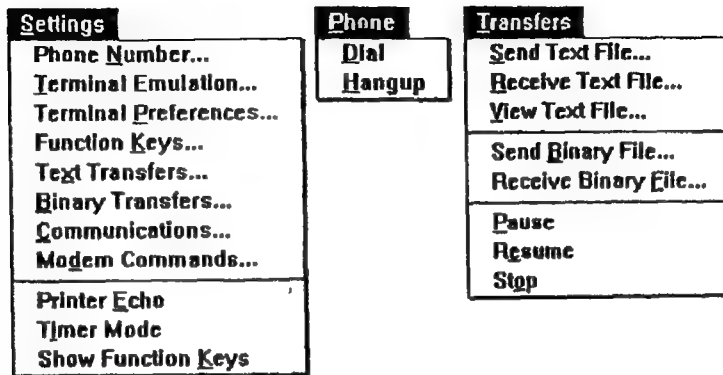 Settings
Phone Number...
Terminal Emulation...
Terminal Preferences...
Function Keys...
Text Transfers...
Binary Transfers...
Communications...
Modem Commands...
Printer Echo
Timer Mode
Show Function Keys
Phone
Dial
Hangup
Transfers
Send Text File...
Receive Text File...
View Text File...
Send Binary File...
Receive Binary File...
Pause
Resume
Stop